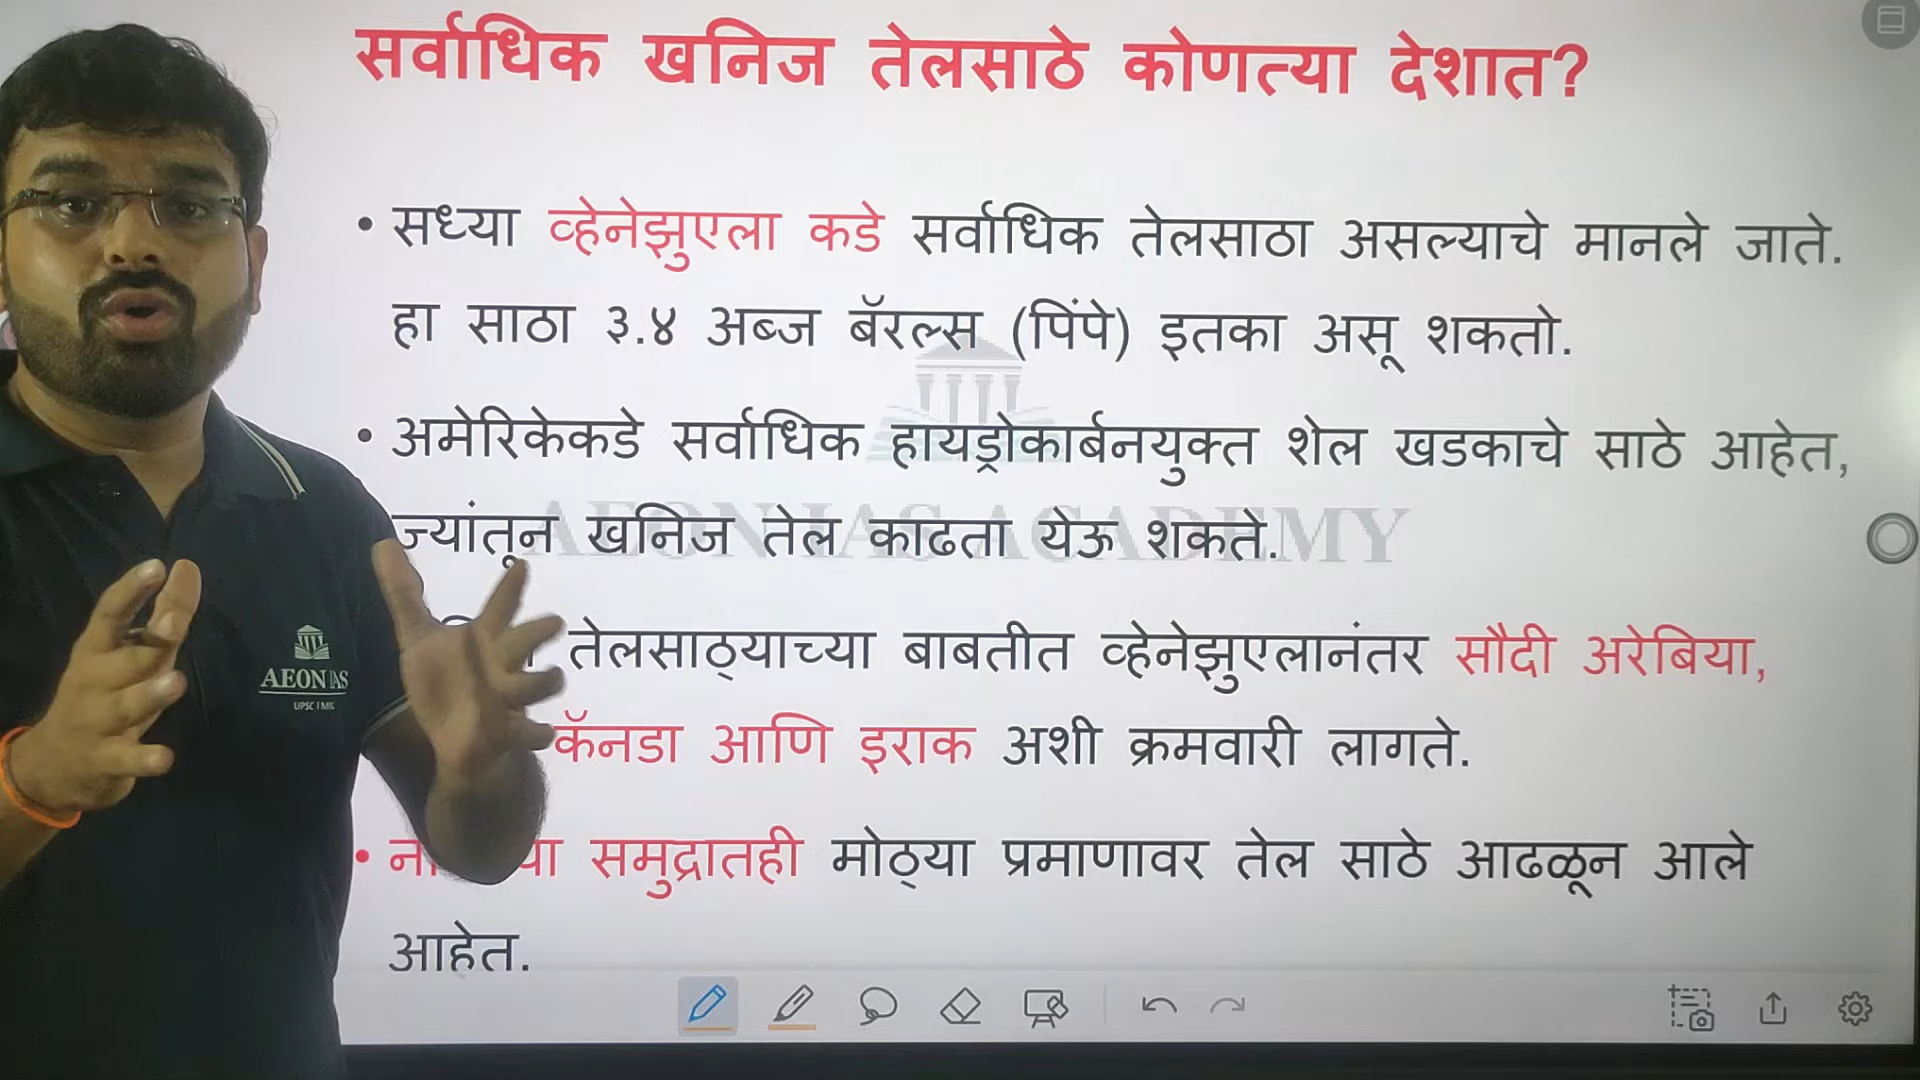 सर्वाधिक खनिज तेलसाठे कोणत्या देशात?
• सध्या व्हेनेझुएला कडे सर्वाधिक तेलसाठा असल्याचे मानले जाते.
हा साठा ३.४ अब्ज बॅरल्स (पिंपे) इतका असू शकतो.
• अमेरिकेकडे सर्वाधिक हायड्रोकार्बनयुक्त शेल खडकाचे साठे आहेत,
ज्यांतून खनिज तेल काढता येऊ शकते.
AEON IAS ACADEMY
तेलसाठ्याच्या बाबतीत व्हेनेझुएलानंतर सौदी अरेबिया,
कॅनडा आणि इराक अशी क्रमवारी लागते.
• समुद्रातही मोठ्या प्रमाणावर तेल साठे आढळून आले
आहेत.
AEON IAS
UPSC |